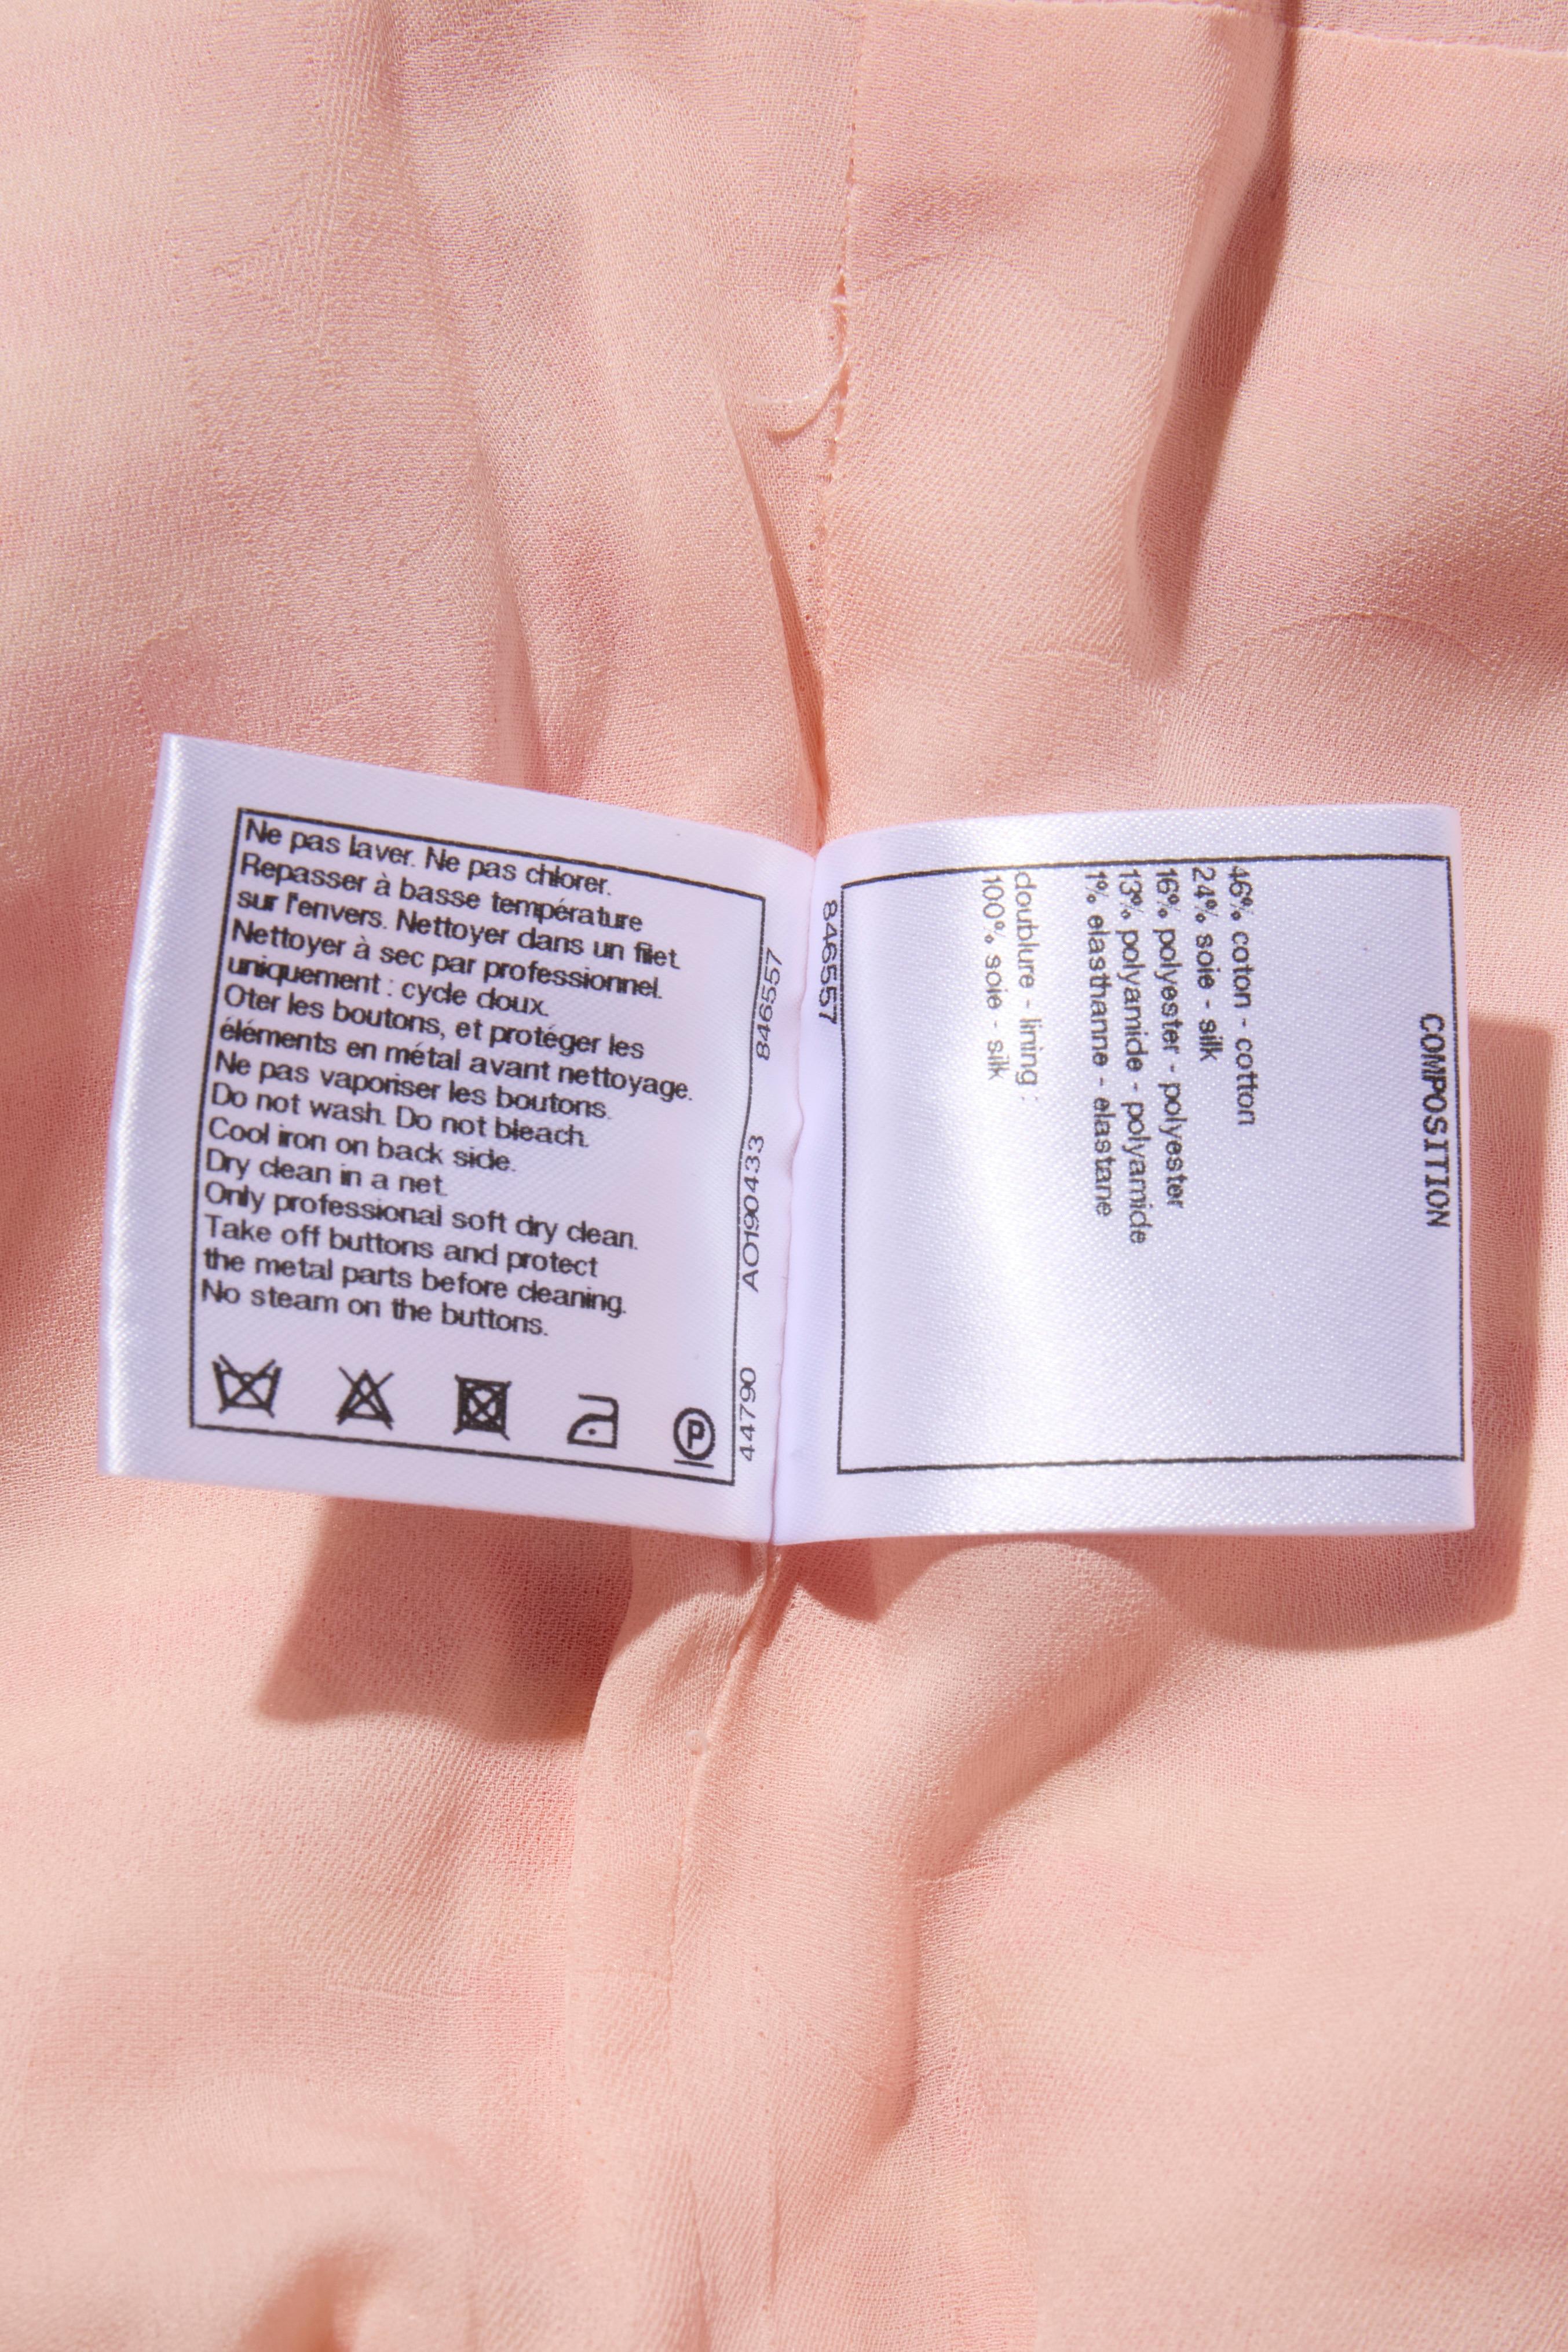 Ne pas laver. Ne pas chlorer.
Repasser à basse température
sur l'envers. Nettoyer dans un filet.
Nettoyer à sec par professionnel.
uniquement : cycle doux.
Oter les boutons, et protéger les
éléments en métal avant nettoyage.
Ne pas vaporiser les boutons.
Do not wash. Do not bleach.
Cool iron on back side.
Dry clean in a net.
Only professional soft dry clean.
Take off buttons and protect
the metal parts before cleaning.
No steam on the buttons.
P
44790 AO190433 846557
846557
COMPOSITION
46% coton - cotton
24% soie - silk
16% polyester - polyester
13% polyamide - polyamide
1% elasthanne - elastane
doublure - lining :
100% soie - silk